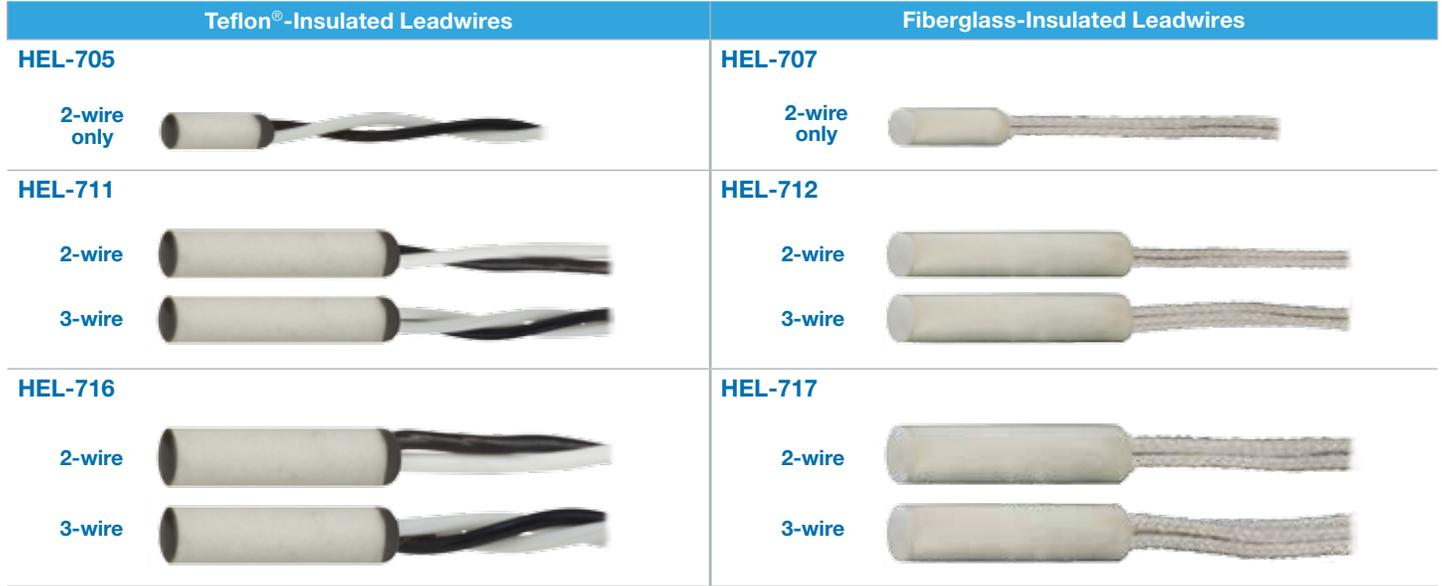 Teflon®-Insulated Leadwires
Fiberglass-Insulated Leadwires
HEL-705
2-wire
only
HEL-707
2-wire
only
HEL-711
2-wire
3-wire
HEL-712
2-wire
3-wire
HEL-716
2-wire
3-wire
HEL-717
2-wire
3-wire